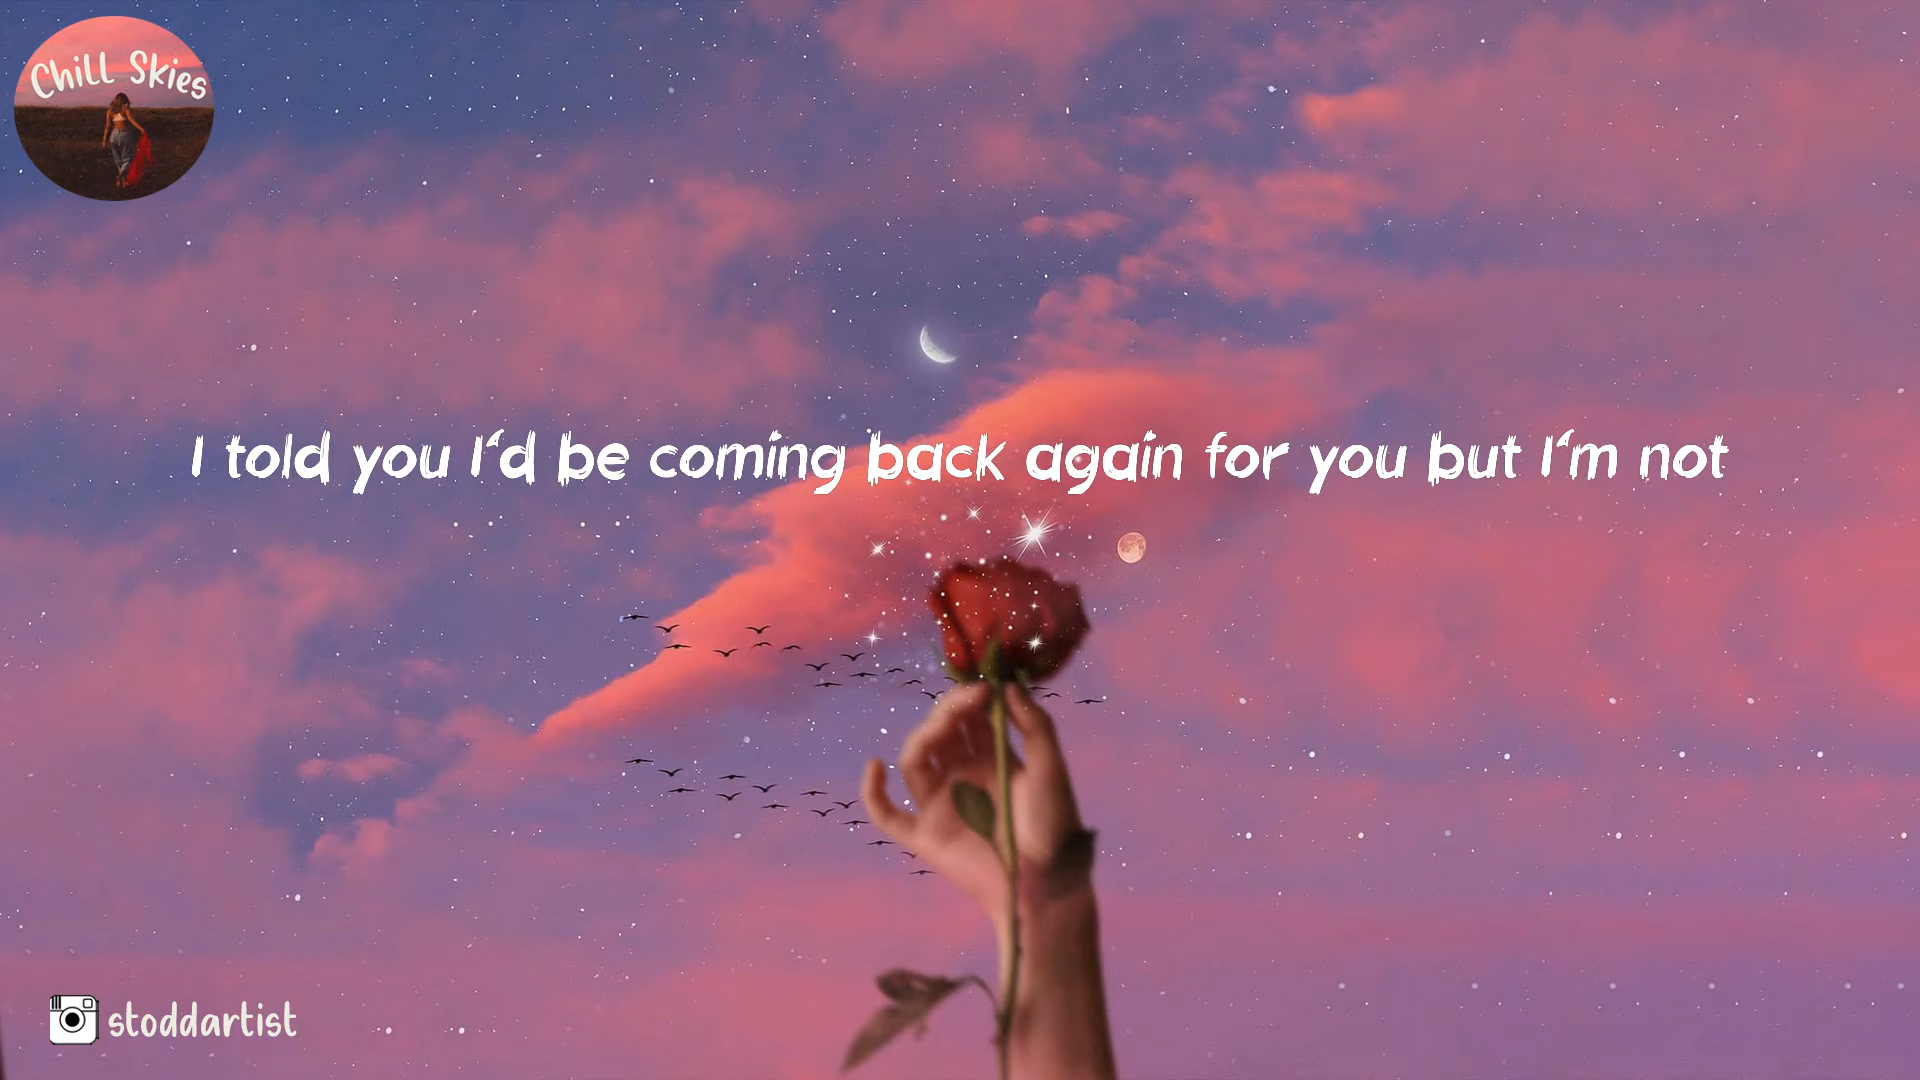 Chill Skies
I told you I'd be coming back again for you but I'm not
stoddartist